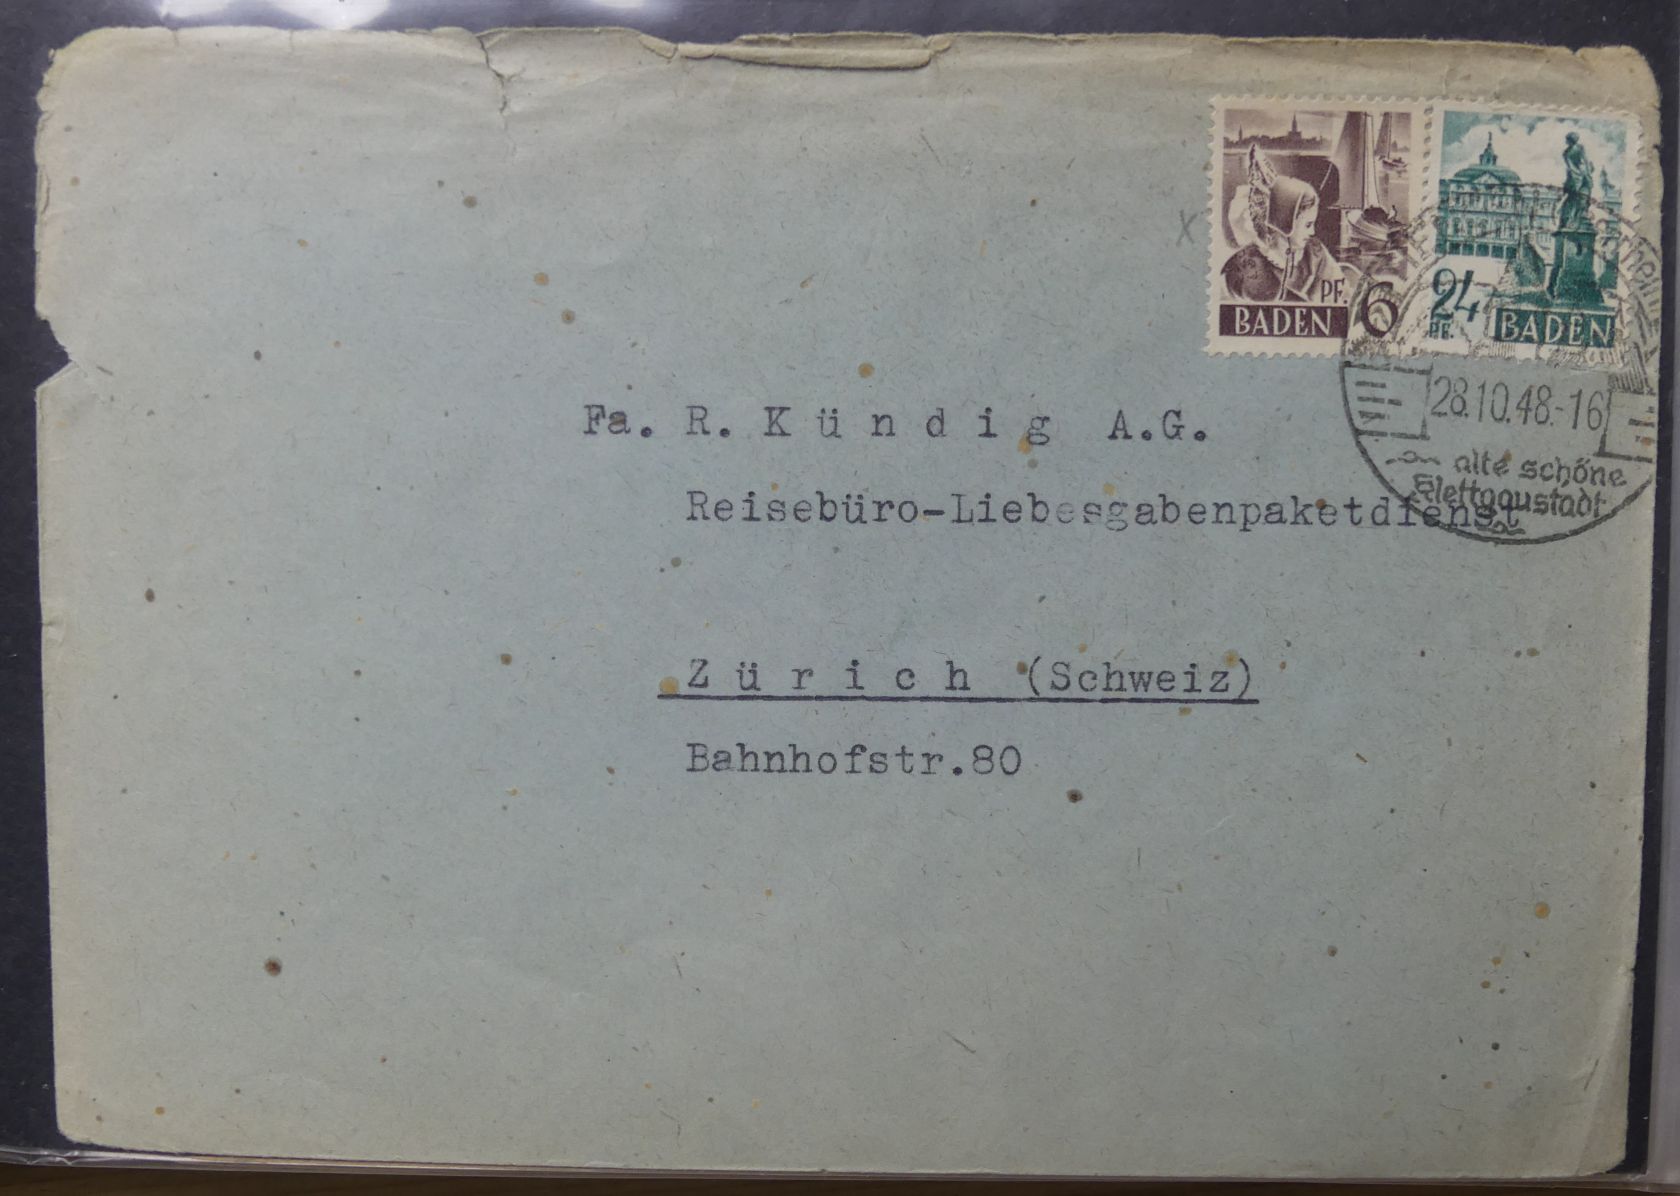 PF. 6
BADEN
24
PF. BADEN
28.10.48.-16
alte schöne
Klettgaustadt
Fa. R. Kündig A.G.
Reisebüro-Liebesgabenpaketdienst
Zürich (Schweiz)
Bahnhofstr.80
x